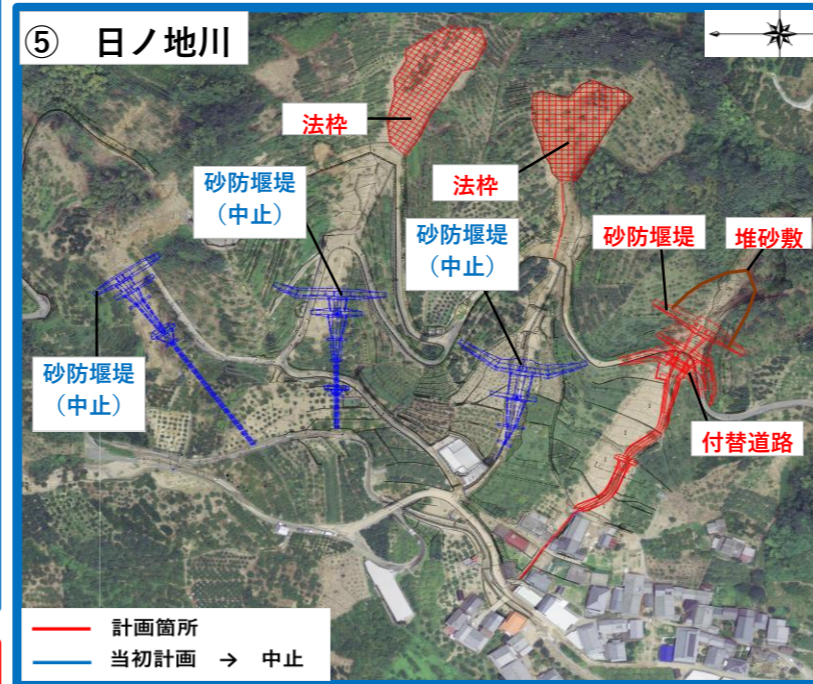 ⑤ 日ノ地川
法枠
砂防堰堤
(中止)
法枠
砂防堰堤
(中止)
砂防堰堤
堆砂敷
砂防堰堤
(中止)
付替道路
計画箇所
当初計画 → 中止